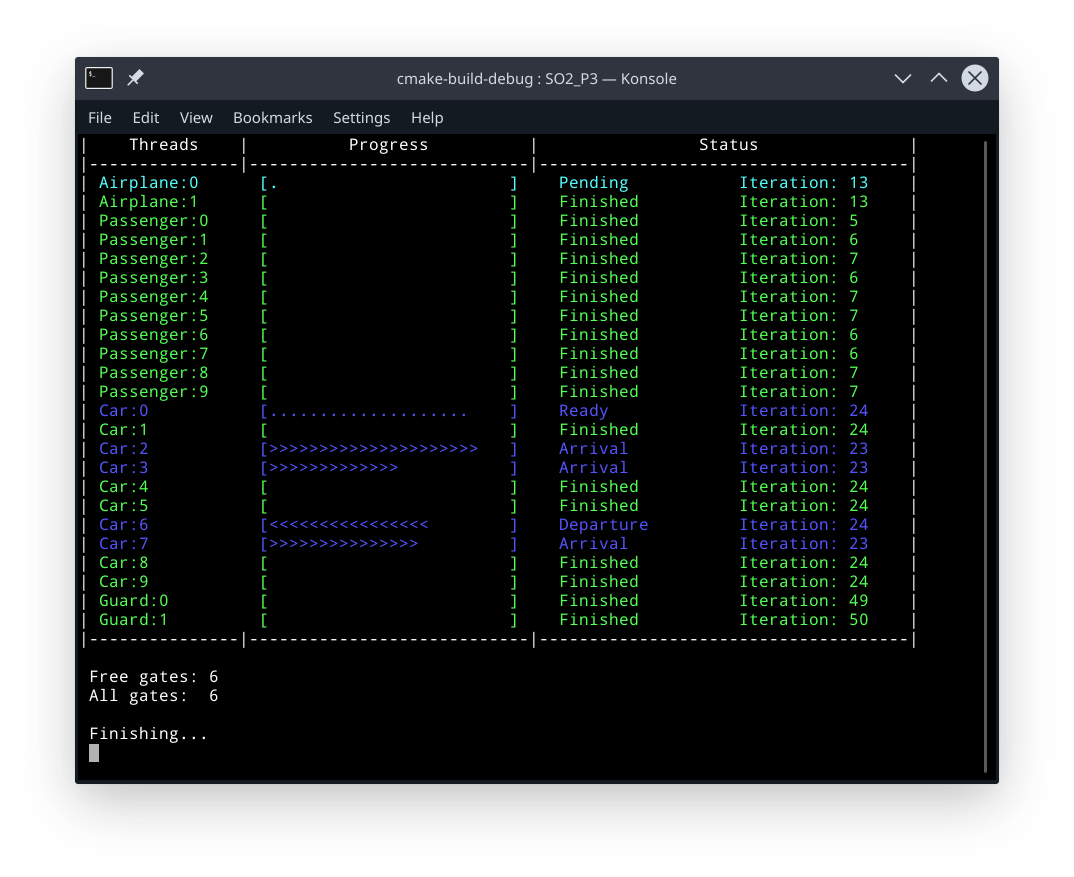 cmake-build-debug : SO2_P3 — Konsole
File Edit View Bookmarks Settings Help
|    Threads    |          Progress          |                Status               |
|---------------|----------------------------|-------------------------------------|
| Airplane:0     [.                       ]    Pending           Iteration: 13    |
| Airplane:1     [                        ]    Finished          Iteration: 13    |
| Passenger:0    [                        ]    Finished          Iteration: 5     |
| Passenger:1    [                        ]    Finished          Iteration: 6     |
| Passenger:2    [                        ]    Finished          Iteration: 7     |
| Passenger:3    [                        ]    Finished          Iteration: 6     |
| Passenger:4    [                        ]    Finished          Iteration: 7     |
| Passenger:5    [                        ]    Finished          Iteration: 7     |
| Passenger:6    [                        ]    Finished          Iteration: 6     |
| Passenger:7    [                        ]    Finished          Iteration: 6     |
| Passenger:8    [                        ]    Finished          Iteration: 7     |
| Passenger:9    [                        ]    Finished          Iteration: 7     |
| Car:0          [....................    ]    Ready             Iteration: 24    |
| Car:1          [                        ]    Finished          Iteration: 24    |
| Car:2          [>>>>>>>>>>>>>>>>>>>>>   ]    Arrival           Iteration: 23    |
| Car:3          [>>>>>>>>>>>>>           ]    Arrival           Iteration: 23    |
| Car:4          [                        ]    Finished          Iteration: 24    |
| Car:5          [                        ]    Finished          Iteration: 24    |
| Car:6          [<<<<<<<<<<<<<<<<        ]    Departure         Iteration: 24    |
| Car:7          [>>>>>>>>>>>>>>>         ]    Arrival           Iteration: 23    |
| Car:8          [                        ]    Finished          Iteration: 24    |
| Car:9          [                        ]    Finished          Iteration: 24    |
| Guard:0        [                        ]    Finished          Iteration: 49    |
| Guard:1        [                        ]    Finished          Iteration: 50    |
|---------------|----------------------------|-------------------------------------|
Free gates: 6
All gates:  6
Finishing...